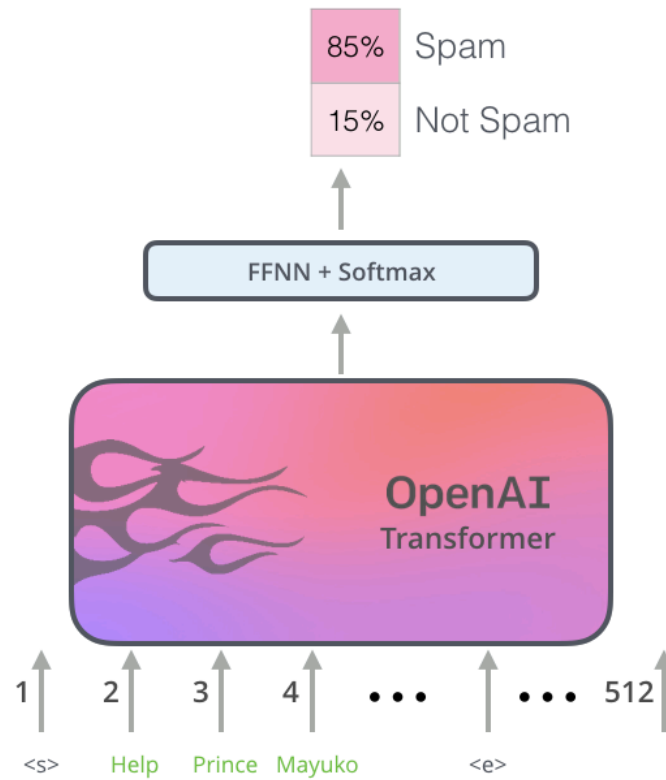 85% Spam
15% Not Spam
FFNN + Softmax
OpenAI
Transformer
1 2 3 4 ••• ••• 512
<s> Help Prince Mayuko <e>